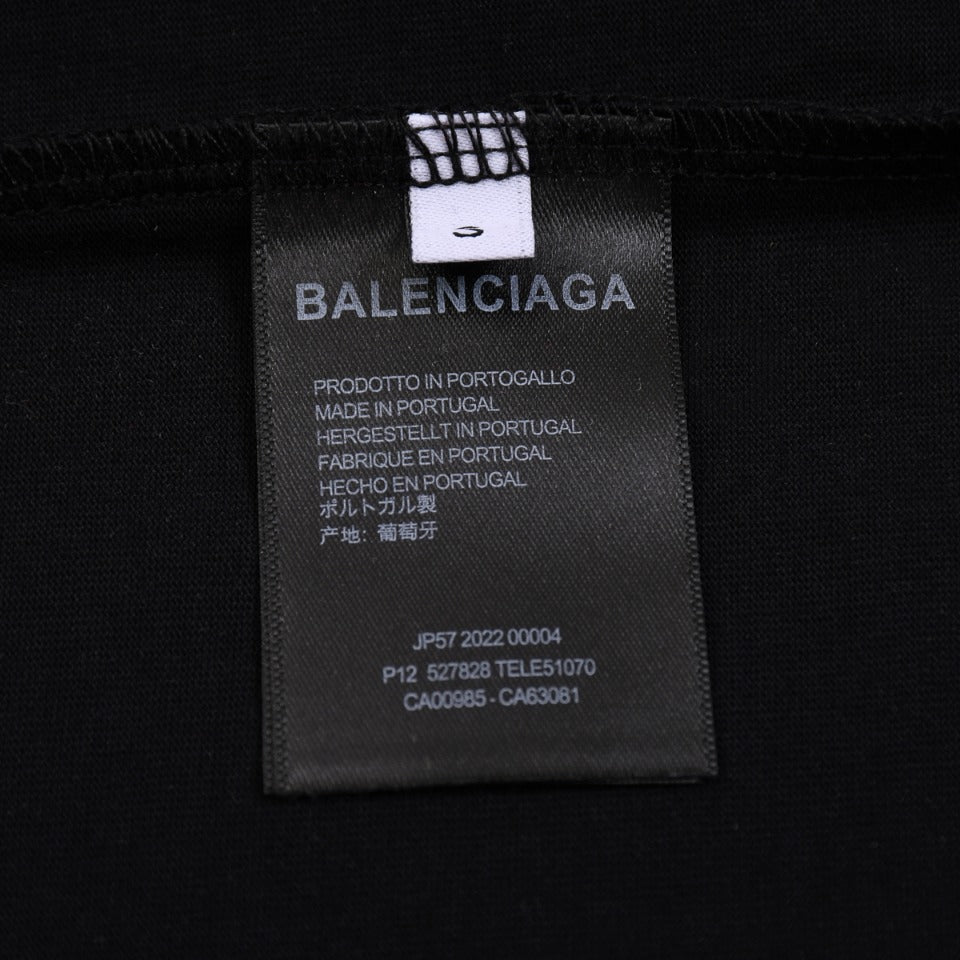 BALENCIAGA
PRODOTTO IN PORTOGALLO
MADE IN PORTUGAL
HERGESTELLT IN PORTUGAL
FABRIQUE EN PORTUGAL
HECHO EN PORTUGAL
ポルトガル製
产地: 葡萄牙
JP57 2022 00004
P12 527828 TELE51070
CA00985 - CA63081